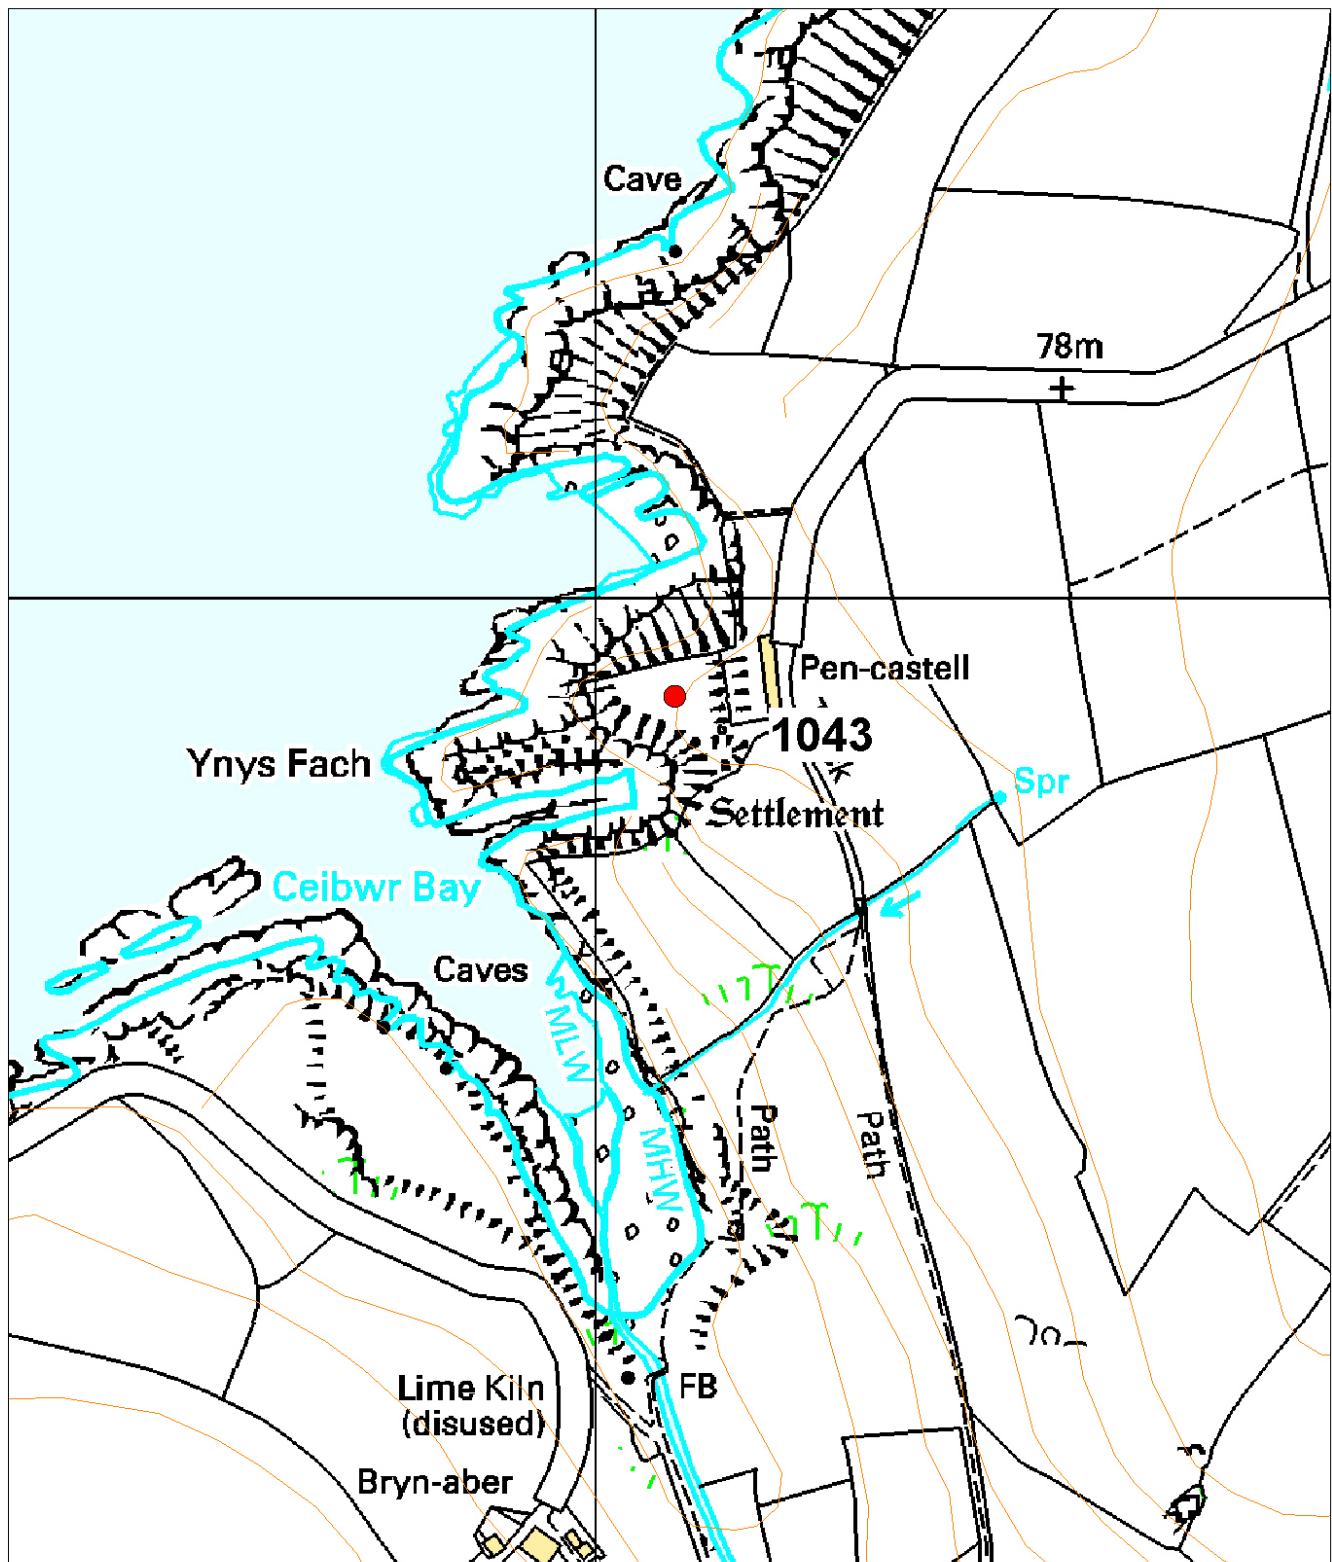 Cave
78m
Pen-castell
1043
Ynys Fach
Spr
Settlement
Ceibwr Bay
Caves
MLW
Path
Path
MHW
FB
Lime Kiln
(disused)
Bryn-aber